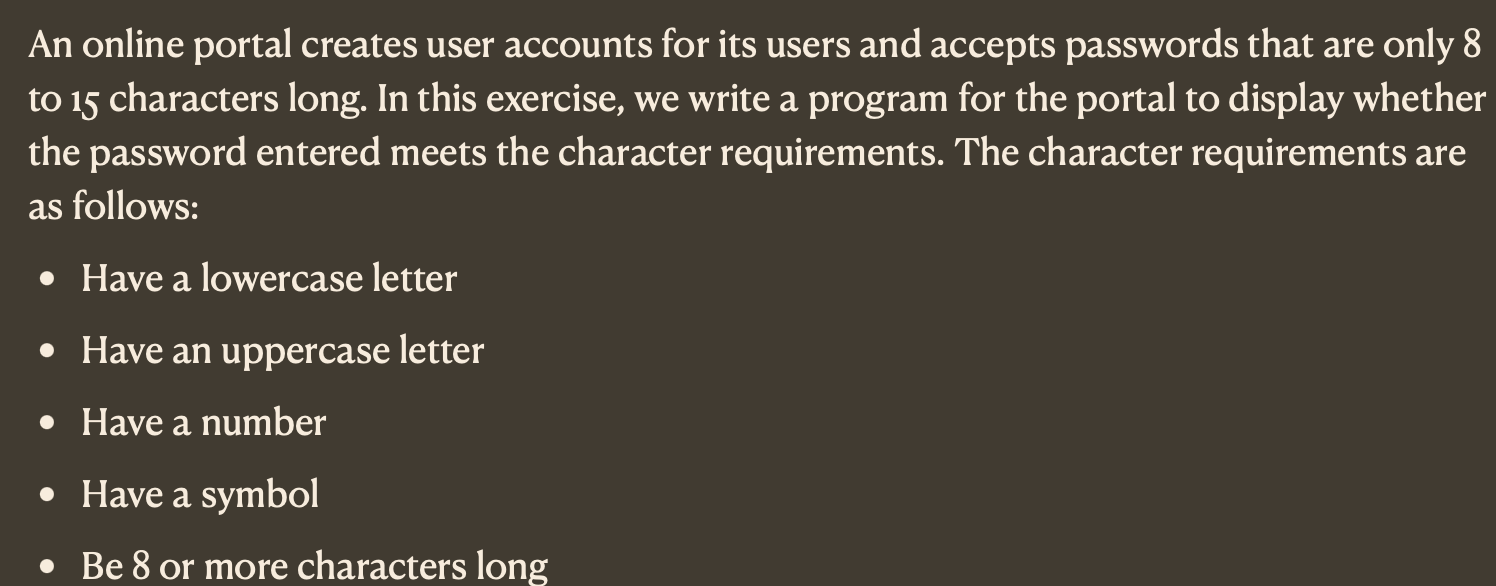 An online portal creates user accounts for its users and accepts passwords that are only 8
to 15 characters long. In this exercise, we write a program for the portal to display whether
the password entered meets the character requirements. The character requirements are
as follows:
• Have a lowercase letter
• Have an uppercase letter
• Have a number
• Have a symbol
• Be 8 or more characters long